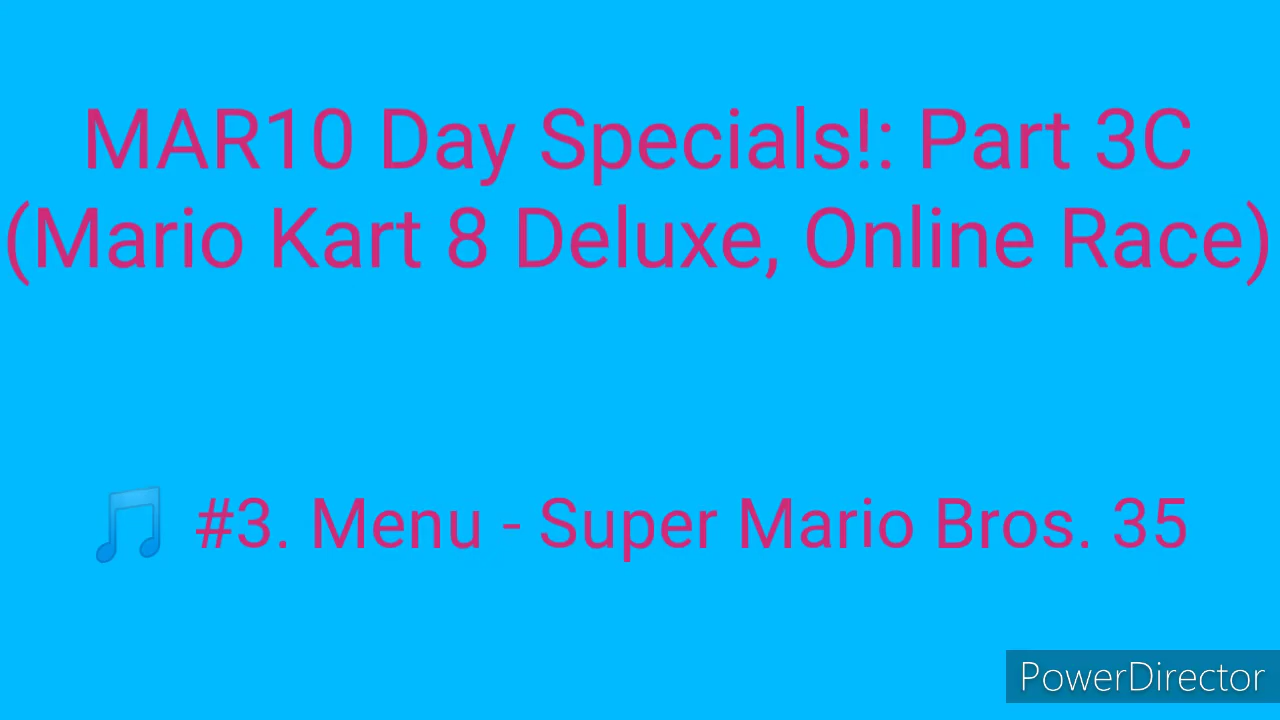 MAR10 Day Specials!: Part 3C
(Mario Kart 8 Deluxe, Online Race)
🎵 #3. Menu - Super Mario Bros. 35
PowerDirector